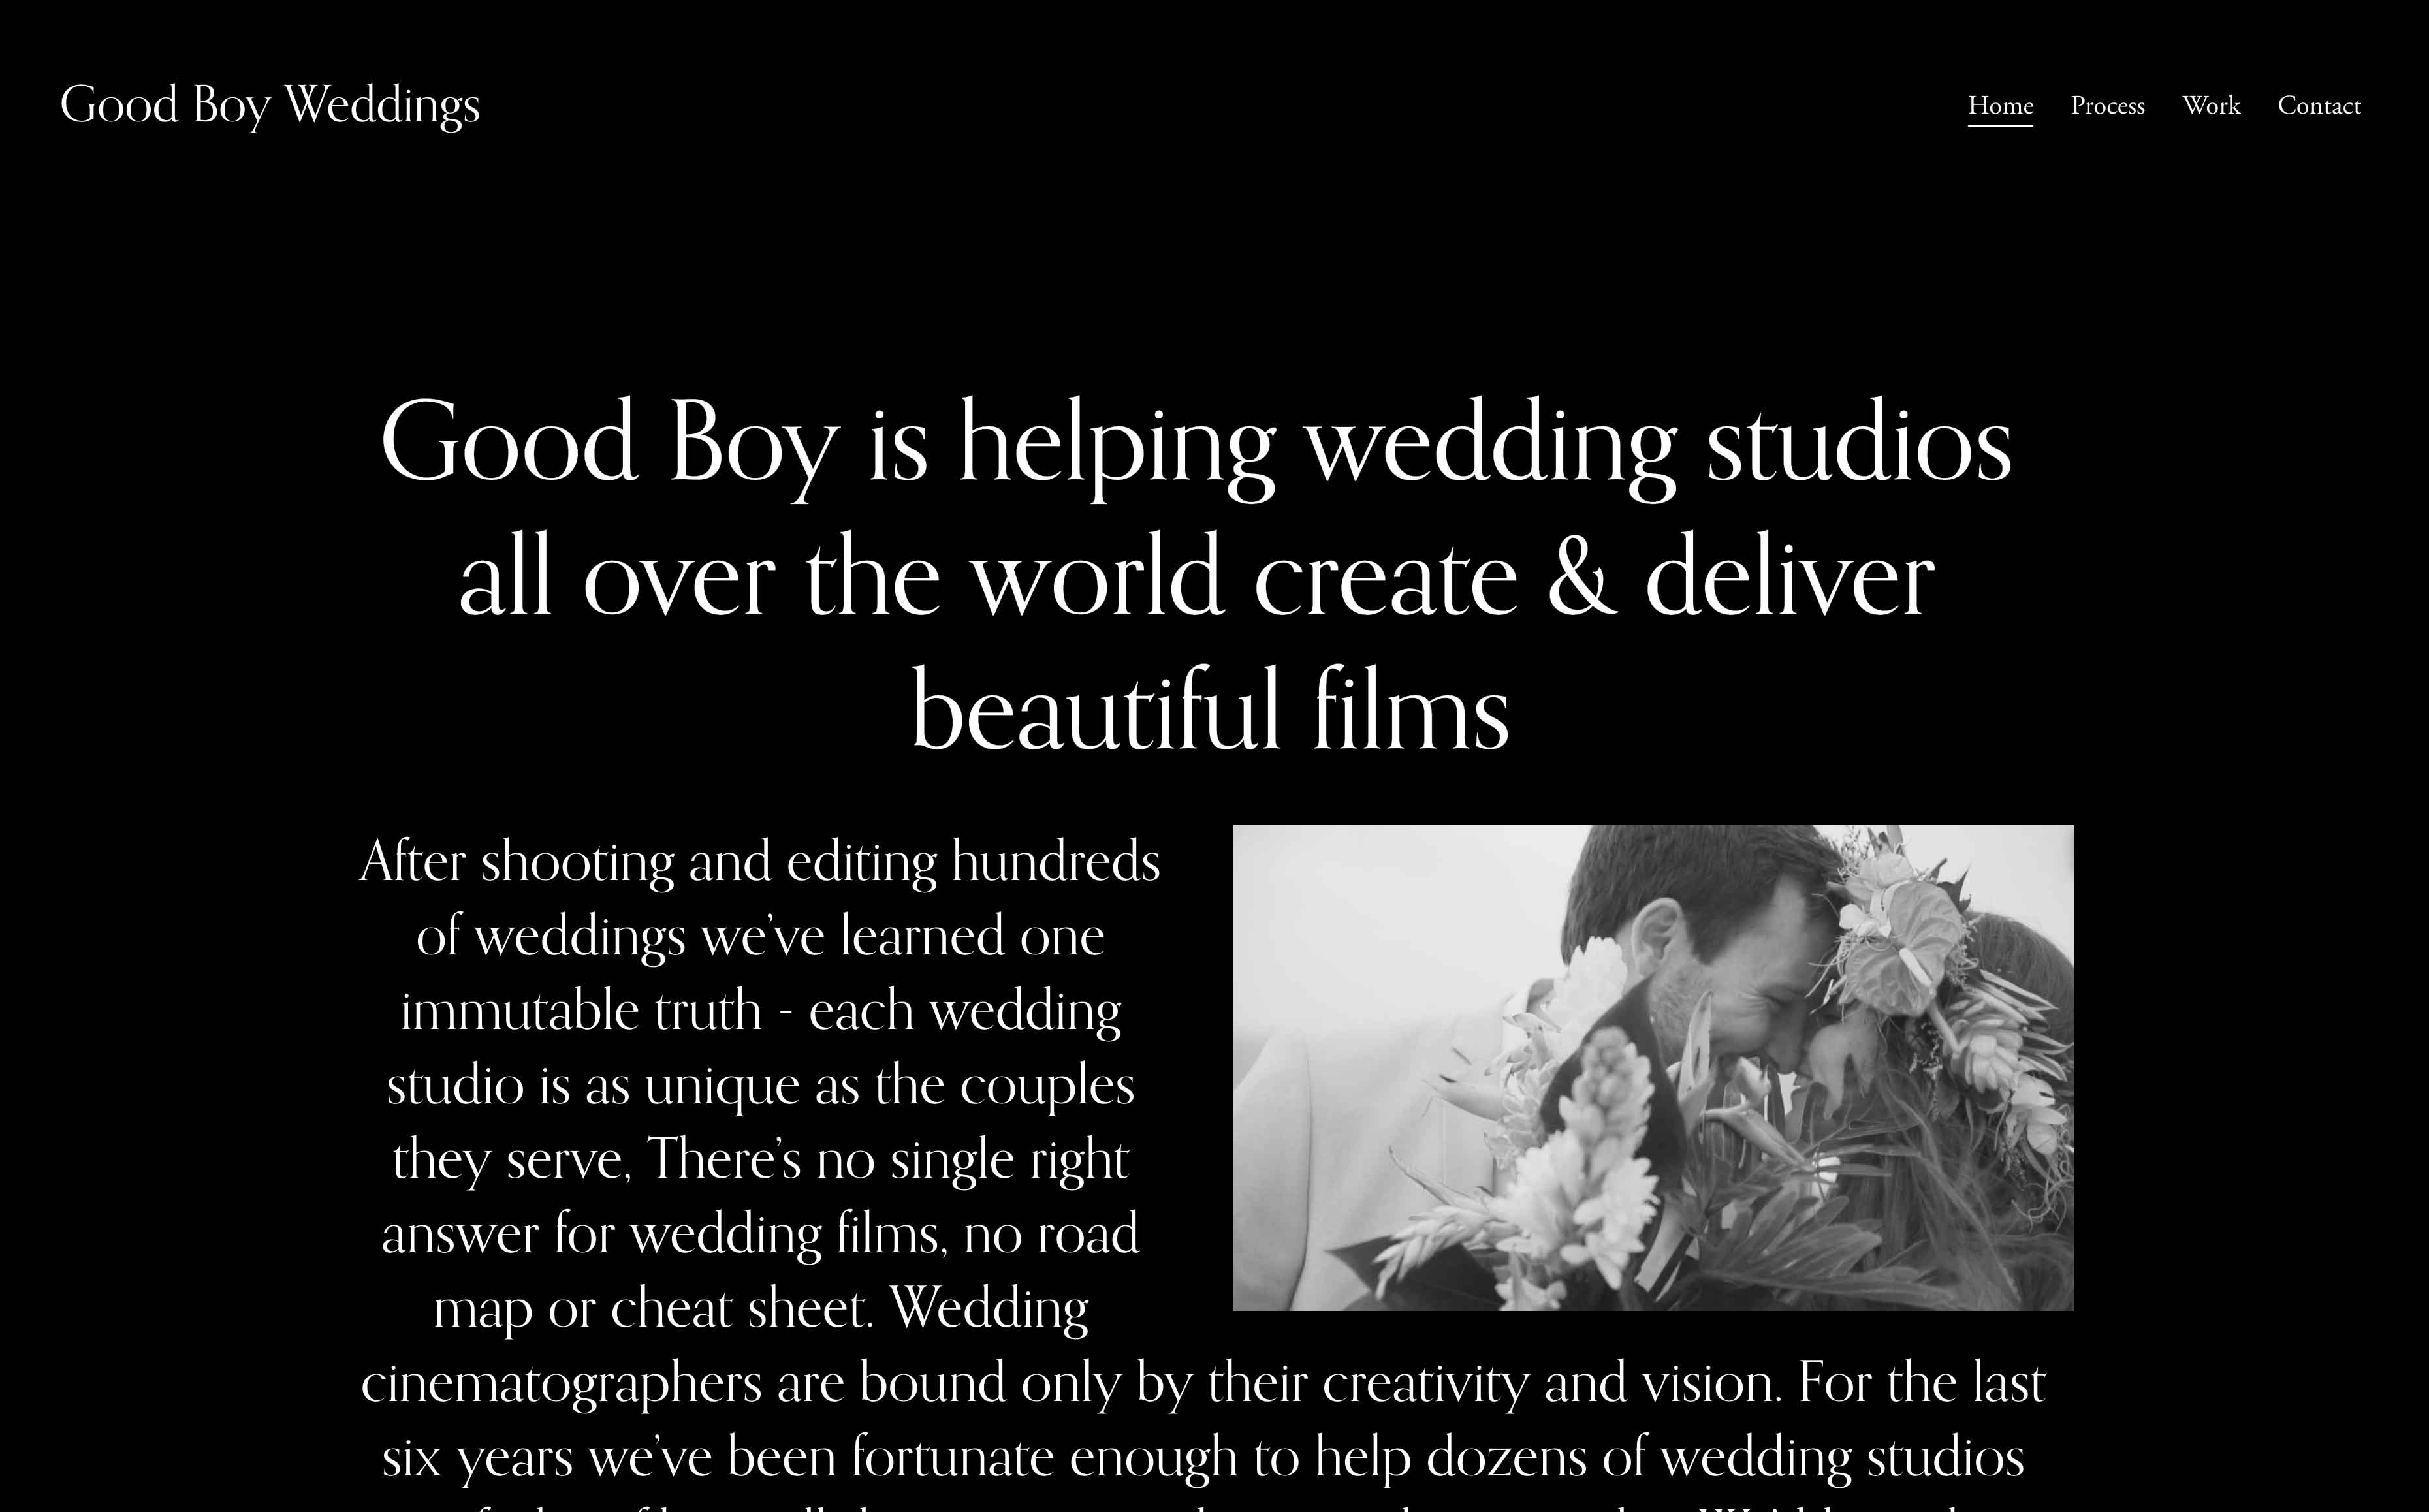 Good Boy Weddings
Home Process Work Contact
Good Boy is helping wedding studios
all over the world create & deliver
beautiful films
After shooting and editing hundreds
of weddings we’ve learned one
immutable truth - each wedding
studio is as unique as the couples
they serve, There’s no single right
answer for wedding films, no road
map or cheat sheet. Wedding
cinematographers are bound only by their creativity and vision. For the last
six years we’ve been fortunate enough to help dozens of wedding studios